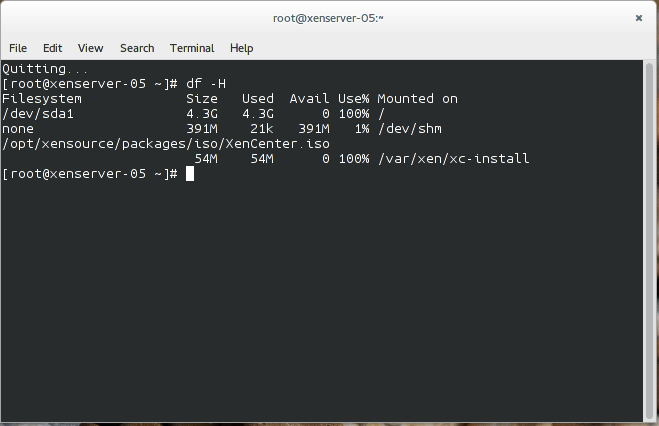 root@xenserver-05:~ ×
File Edit View Search Terminal Help
Quitting...
[root@xenserver-05 ~]# df -H
Filesystem Size Used Avail Use% Mounted on
/dev/sda1 4.3G 4.3G 0 100% /
none 391M 21k 391M 1% /dev/shm
/opt/xensource/packages/iso/XenCenter.iso
54M 54M 0 100% /var/xen/xc-install
[root@xenserver-05 ~]#